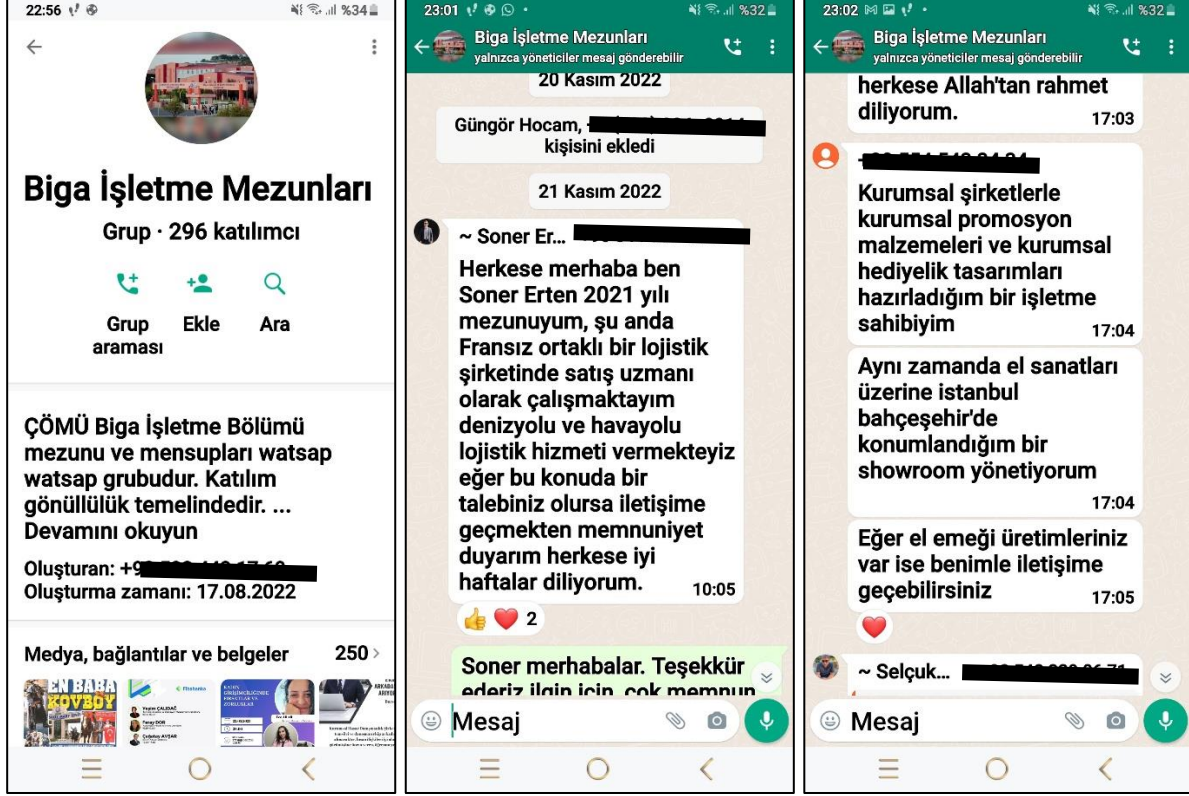 22:56
%34
Biga İşletme Mezunları
Grup · 296 katılımcı
Grup
araması
Ekle
Ara
ÇÖMÜ Biga İşletme Bölümü
mezunu ve mensupları watsap
watsap grubudur. Katılım
gönüllülük temelindedir. ...
Devamını okuyun
Oluşturan:
Oluşturma zamanı: 17.08.2022
Medya, bağlantılar ve belgeler 250
EN BABA
KOVBOY
23:01
%32
Biga İşletme Mezunları
yalnızca yöneticiler mesaj gönderebilir
20 Kasım 2022
Güngör Hocam,
kişisini ekledi
21 Kasım 2022
~ Soner Er...
Herkese merhaba ben
Soner Erten 2021 yılı
mezunuyum, şu anda
Fransız ortaklı bir lojistik
şirketinde satış uzmanı
olarak çalışmaktayım
denizyolu ve havayolu
lojistik hizmeti vermekteyiz
eğer bu konuda bir
talebiniz olursa iletişime
geçmekten memnuniyet
duyarım herkese iyi
haftalar diliyorum. 10:05
👍 ❤️ 2
Soner merhabalar. Teşekkür
ederiz ilgin için, çok memnun
Mesaj
23:02
%32
Biga İşletme Mezunları
yalnızca yöneticiler mesaj gönderebilir
herkese Allah'tan rahmet
diliyorum. 17:03
Kurumsal şirketlerle
kurumsal promosyon
malzemeleri ve kurumsal
hediyelik tasarımları
hazırladığım bir işletme
sahibiyim 17:04
Aynı zamanda el sanatları
üzerine istanbul
bahçeşehir'de
konumlandığım bir
showroom yönetiyorum
17:04
Eğer el emeği üretimleriniz
var ise benimle iletişime
geçebilirsiniz 17:05
❤️
~ Selçuk...
Mesaj